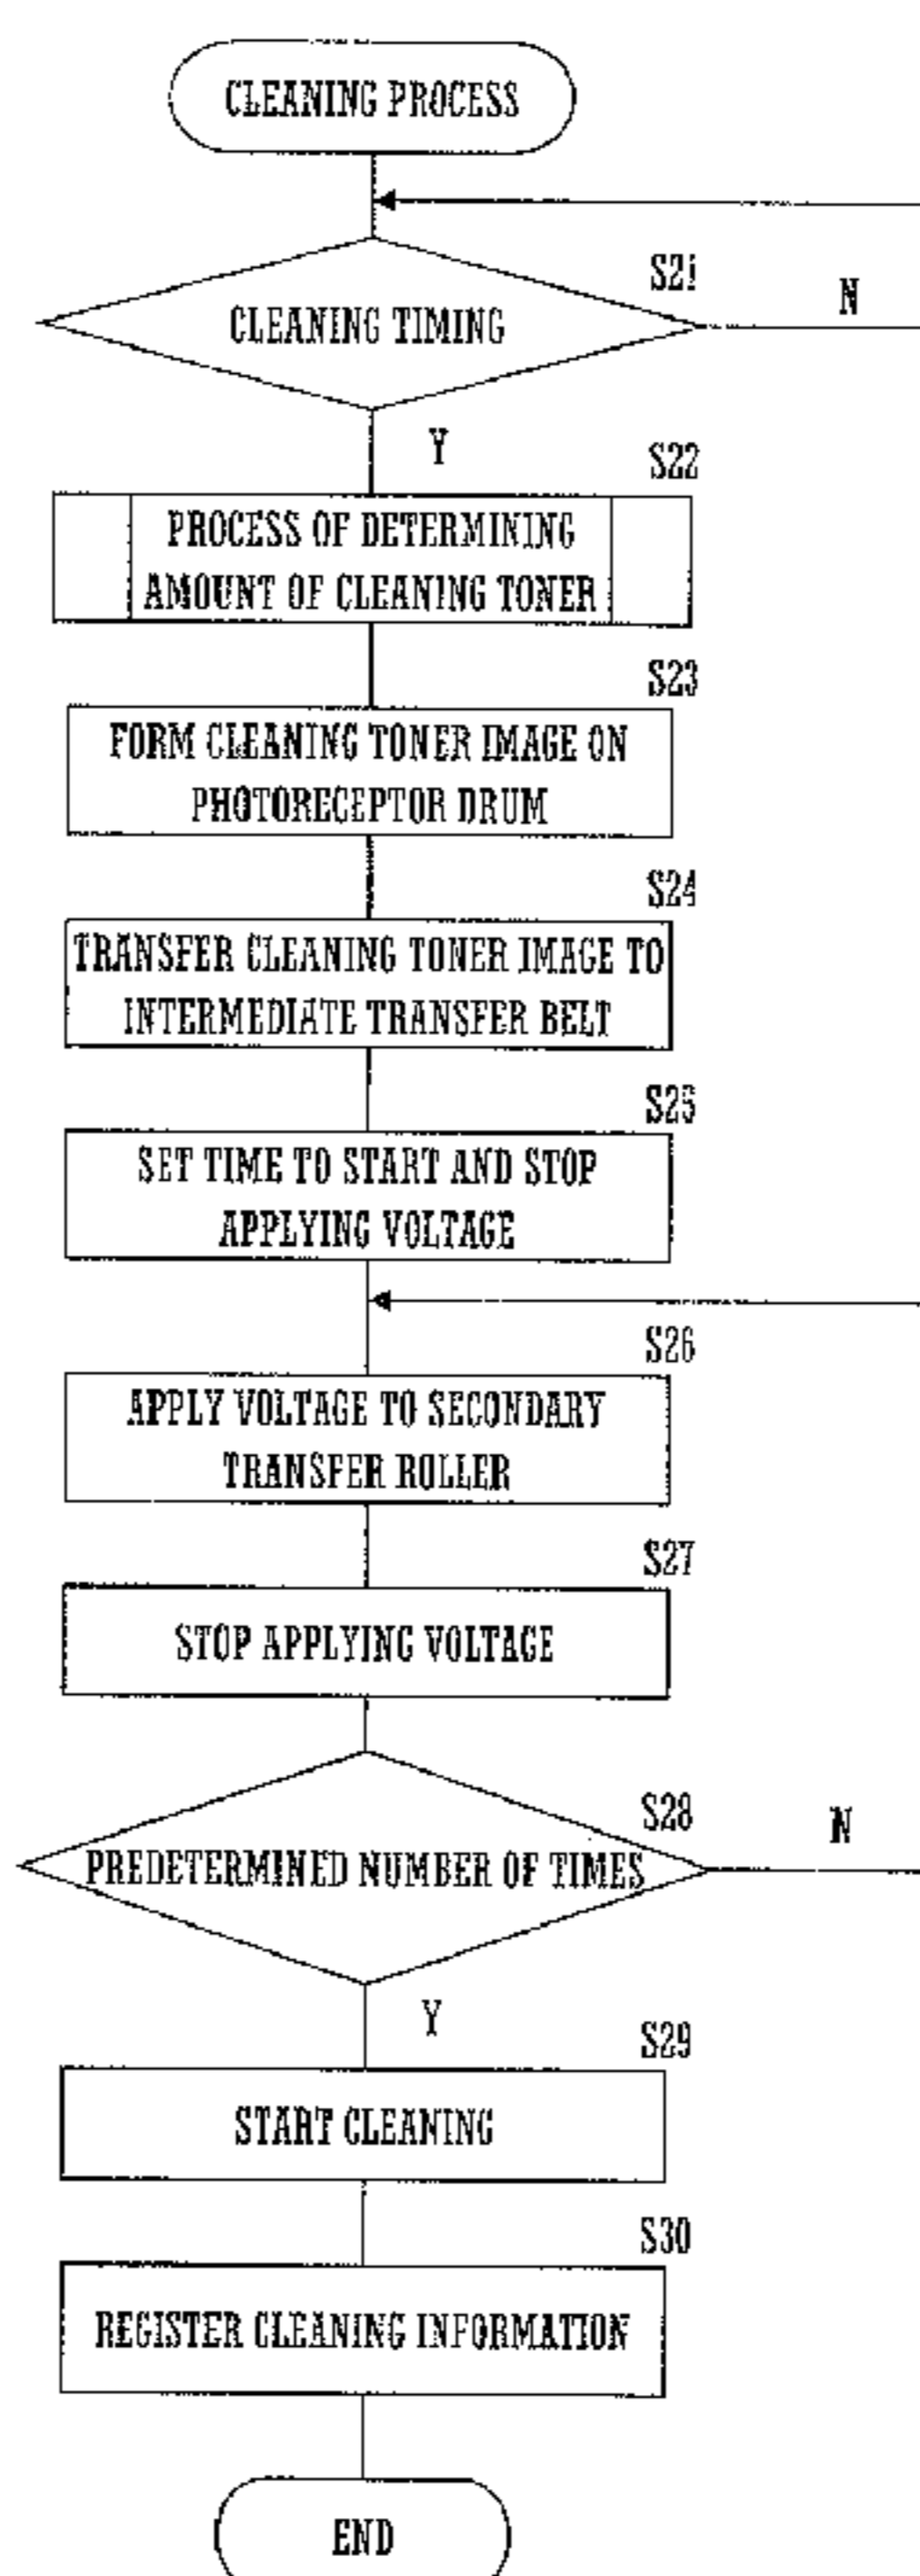 CLEANING PROCESS
S21
CLEANING TIMING
N
Y
S22
PROCESS OF DETERMINING
AMOUNT OF CLEANING TONER
S23
FORM CLEANING TONER IMAGE ON
PHOTORECEPTOR DRUM
S24
TRANSFER CLEANING TONER IMAGE TO
INTERMEDIATE TRANSFER BELT
S25
SET TIME TO START AND STOP
APPLYING VOLTAGE
S26
APPLY VOLTAGE TO SECONDARY
TRANSFER ROLLER
S27
STOP APPLYING VOLTAGE
S28
N
PREDETERMINED NUMBER OF TIMES
Y
S29
START CLEANING
S30
REGISTER CLEANING INFORMATION
END